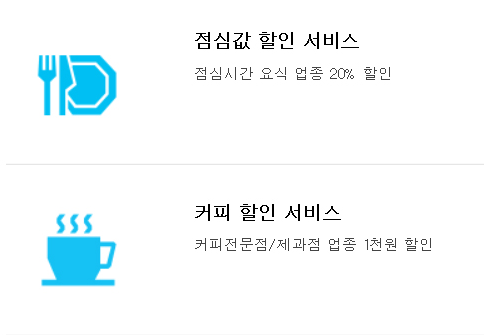 점심값 할인 서비스
점심시간 요식 업종 20% 할인
커피 할인 서비스
커피전문점/제과점 업종 1천원 할인